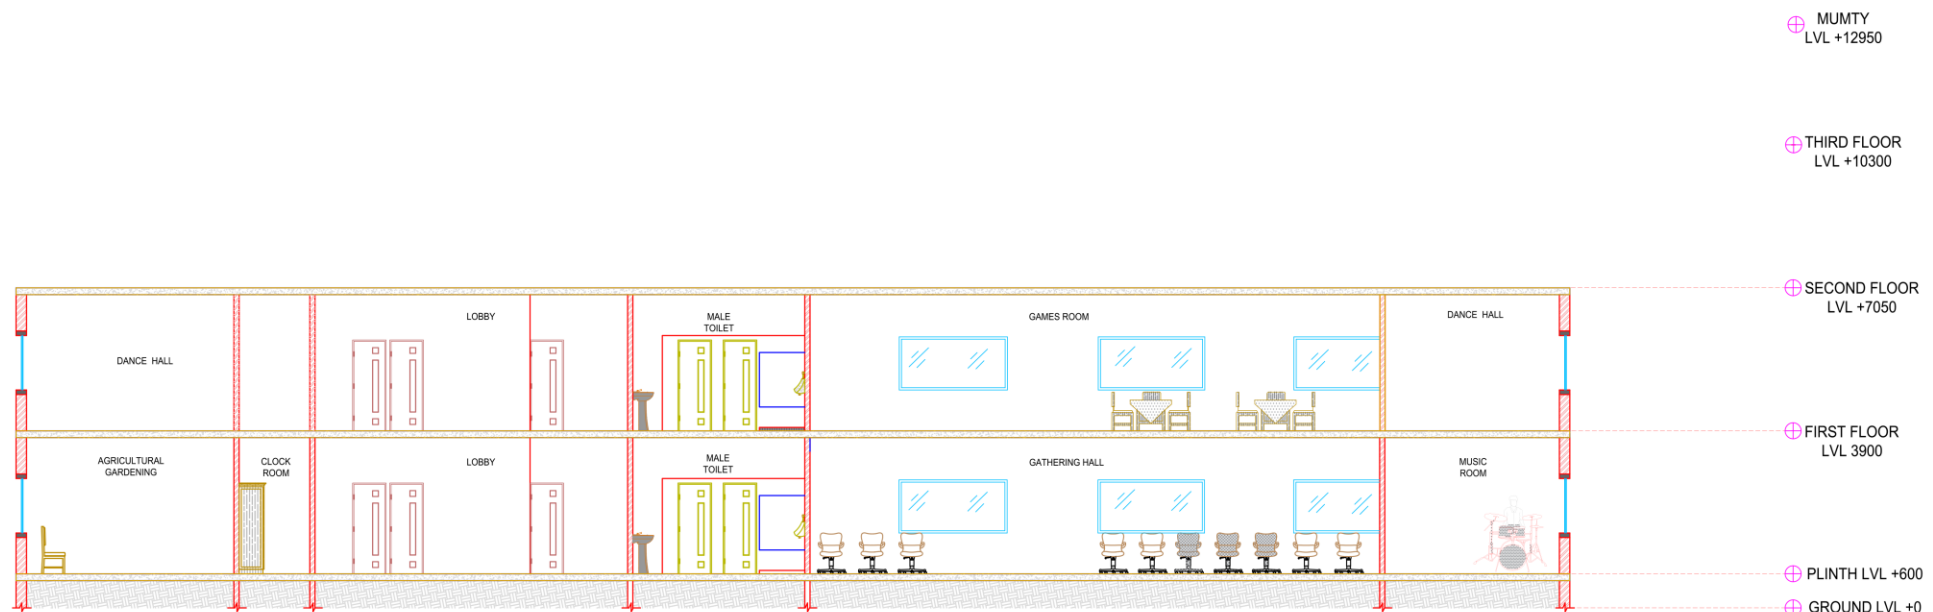 MUMTY
LVL +12950
THIRD FLOOR
LVL +10300
SECOND FLOOR
LVL +7050
LOBBY
MALE
TOILET
GAMES ROOM
DANCE HALL
DANCE HALL
FIRST FLOOR
LVL 3900
AGRICULTURAL
GARDENING
CLOCK
ROOM
LOBBY
MALE
TOILET
GATHERING HALL
MUSIC
ROOM
PLINTH LVL +600
GROUND LVL +0